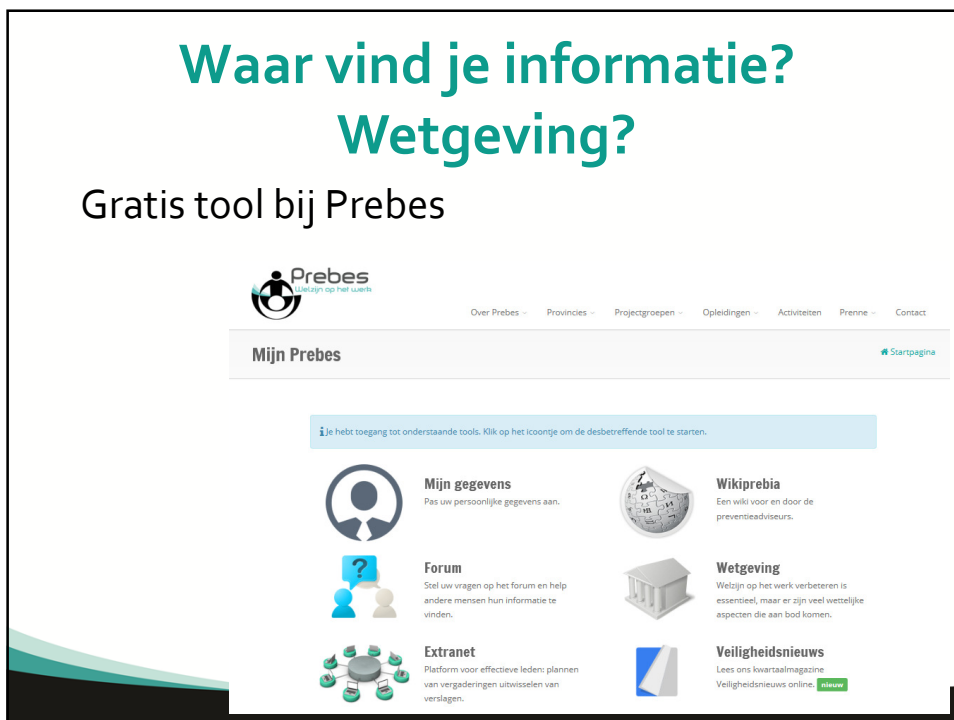 Waar vind je informatie?
Wetgeving?
Gratis tool bij Prebes
Prebes
Welzijn op het werk
Over Prebes Provincies Projectgroepen Opleidingen Activiteiten Prenne Contact
Mijn Prebes
Startpagina
Je hebt toegang tot onderstaande tools. Klik op het icoontje om de desbetreffende tool te starten.
Mijn gegevens
Pas uw persoonlijke gegevens aan.
Wikiprebia
Een wiki voor en door de
preventieadviseurs.
Forum
Stel uw vragen op het forum en help
andere mensen hun informatie te
vinden.
Wetgeving
Welzijn op het werk verbeteren is
essentieel, maar er zijn veel wettelijke
aspecten die aan bod komen.
Extranet
Platform voor effectieve leden: plannen
van vergaderingen uitwisselen van
verslagen.
Veiligheidsnieuws
Lees ons kwartaalmagazine
Veiligheidsnieuws online. nieuw